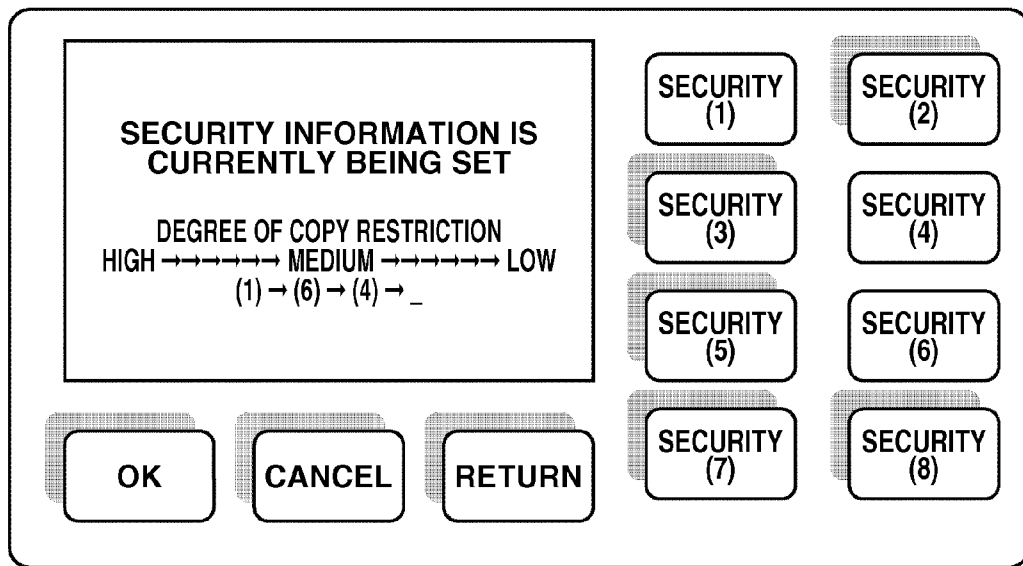 SECURITY INFORMATION IS
CURRENTLY BEING SET
DEGREE OF COPY RESTRICTION
HIGH →→→→→→ MEDIUM →→→→→→ LOW
(1) → (6) → (4) → _
OK
CANCEL
RETURN
SECURITY
(1)
SECURITY
(2)
SECURITY
(3)
SECURITY
(4)
SECURITY
(5)
SECURITY
(6)
SECURITY
(7)
SECURITY
(8)